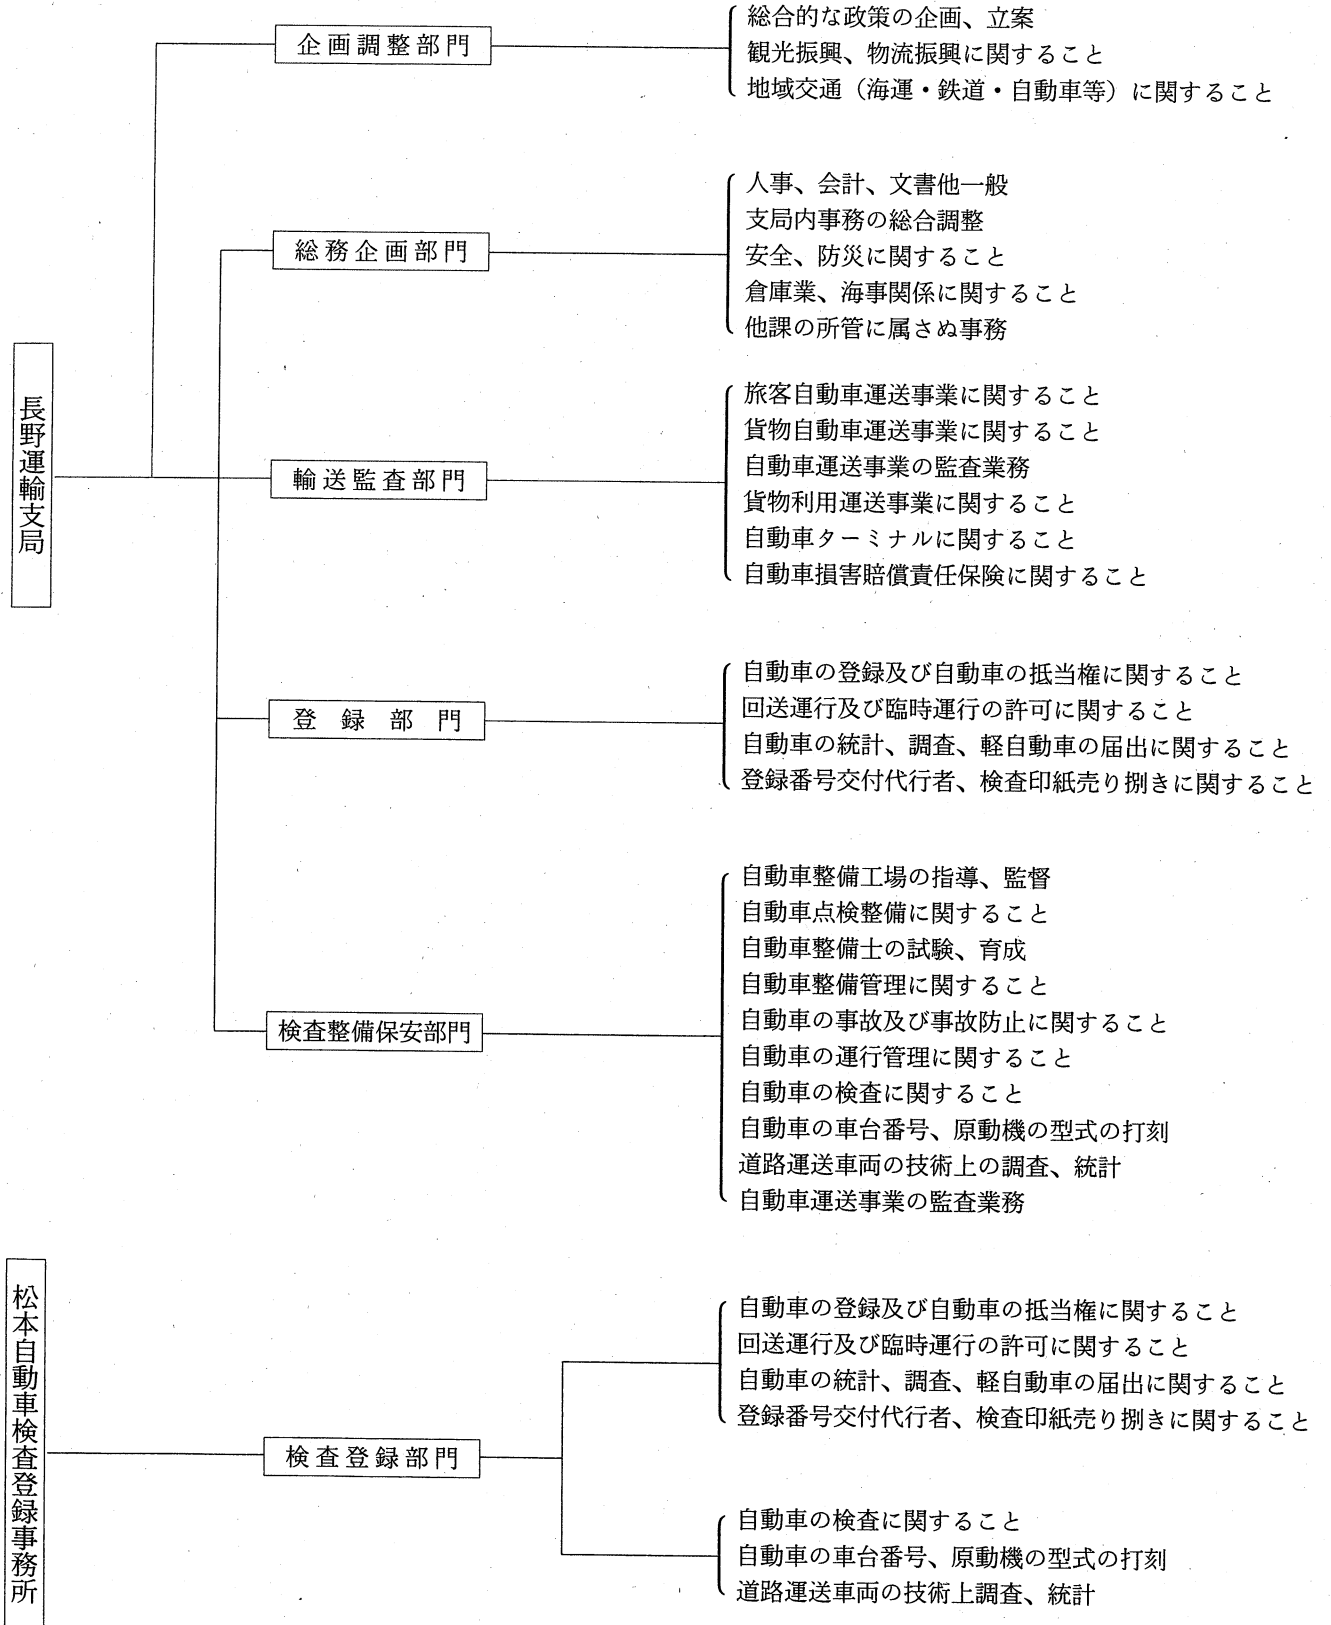 長野運輸支局
企画調整部門
総合的な政策の企画、立案
観光振興、物流振興に関すること
地域交通（海運・鉄道・自動車等）に関すること
総務企画部門
人事、会計、文書他一般
支局内事務の総合調整
安全、防災に関すること
倉庫業、海事関係に関すること
他課の所管に属さぬ事務
輸送監査部門
旅客自動車運送事業に関すること
貨物自動車運送事業に関すること
自動車運送事業の監査業務
貨物利用運送事業に関すること
自動車ターミナルに関すること
自動車損害賠償責任保険に関すること
登録部門
自動車の登録及び自動車の抵当権に関すること
回送運行及び臨時運行の許可に関すること
自動車の統計、調査、軽自動車の届出に関すること
登録番号交付代行者、検査印紙売り捌きに関すること
検査整備保安部門
自動車整備工場の指導、監督
自動車点検整備に関すること
自動車整備士の試験、育成
自動車整備管理に関すること
自動車の事故及び事故防止に関すること
自動車の運行管理に関すること
自動車の検査に関すること
自動車の車台番号、原動機の型式の打刻
道路運送車両の技術上の調査、統計
自動車運送事業の監査業務
松本自動車検査登録事務所
検査登録部門
自動車の登録及び自動車の抵当権に関すること
回送運行及び臨時運行の許可に関すること
自動車の統計、調査、軽自動車の届出に関すること
登録番号交付代行者、検査印紙売り捌きに関すること
自動車の検査に関すること
自動車の車台番号、原動機の型式の打刻
道路運送車両の技術上調査、統計